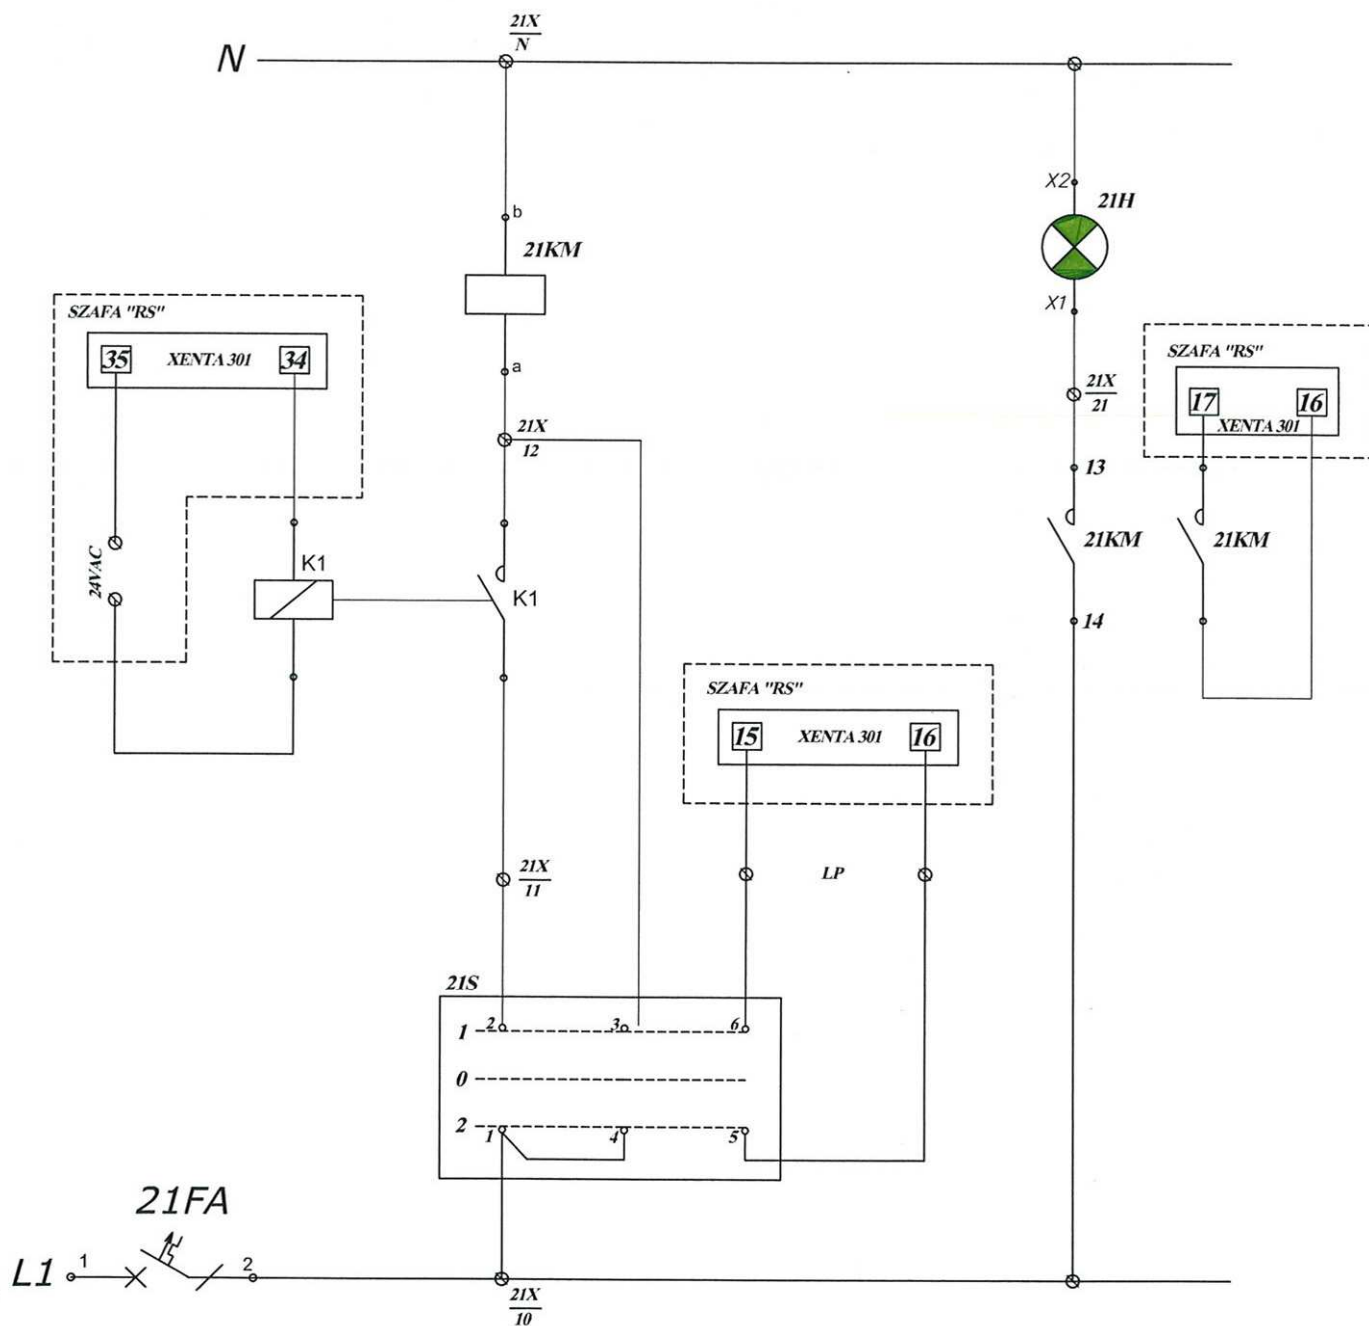 21X
N
N
X2
21H
b
21KM
X1
SZAFA "RS"
35 XENTA 301 34
SZAFA "RS"
17 16
XENTA 301
a
21X
12
21X
21
13
24VAC
K1
K1
21KM
21KM
14
SZAFA "RS"
15 XENTA 301 16
21X
11
LP
21S
1 2 3 6
0
2 1 4 5
21FA
L1 1 2
21X
10